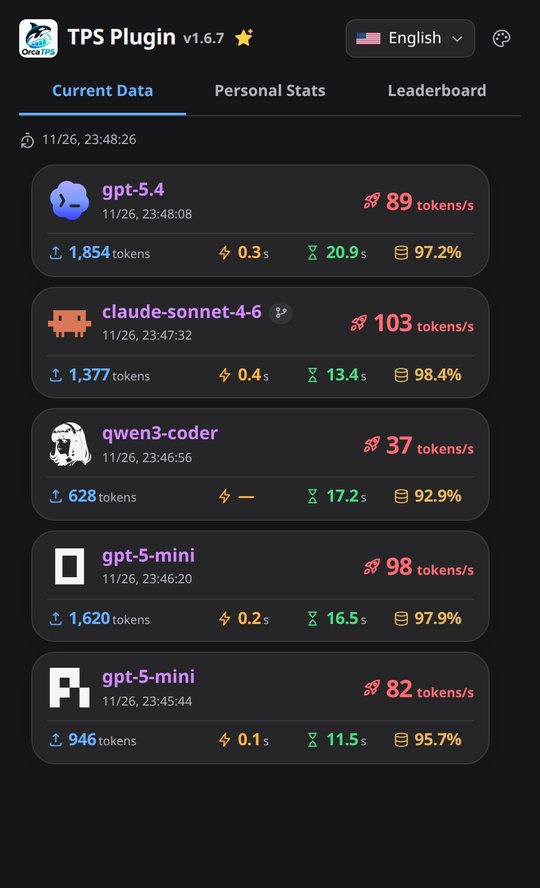 OrcaTPS
TPS Plugin v1.6.7
English
Current Data Personal Stats Leaderboard
11/26, 23:48:26
gpt-5.4
11/26, 23:48:08
89 tokens/s
1,854 tokens 0.3 s 20.9 s 97.2%
claude-sonnet-4-6
11/26, 23:47:32
103 tokens/s
1,377 tokens 0.4 s 13.4 s 98.4%
qwen3-coder
11/26, 23:46:56
37 tokens/s
628 tokens — 17.2 s 92.9%
gpt-5-mini
11/26, 23:46:20
98 tokens/s
1,620 tokens 0.2 s 16.5 s 97.9%
gpt-5-mini
11/26, 23:45:44
82 tokens/s
946 tokens 0.1 s 11.5 s 95.7%